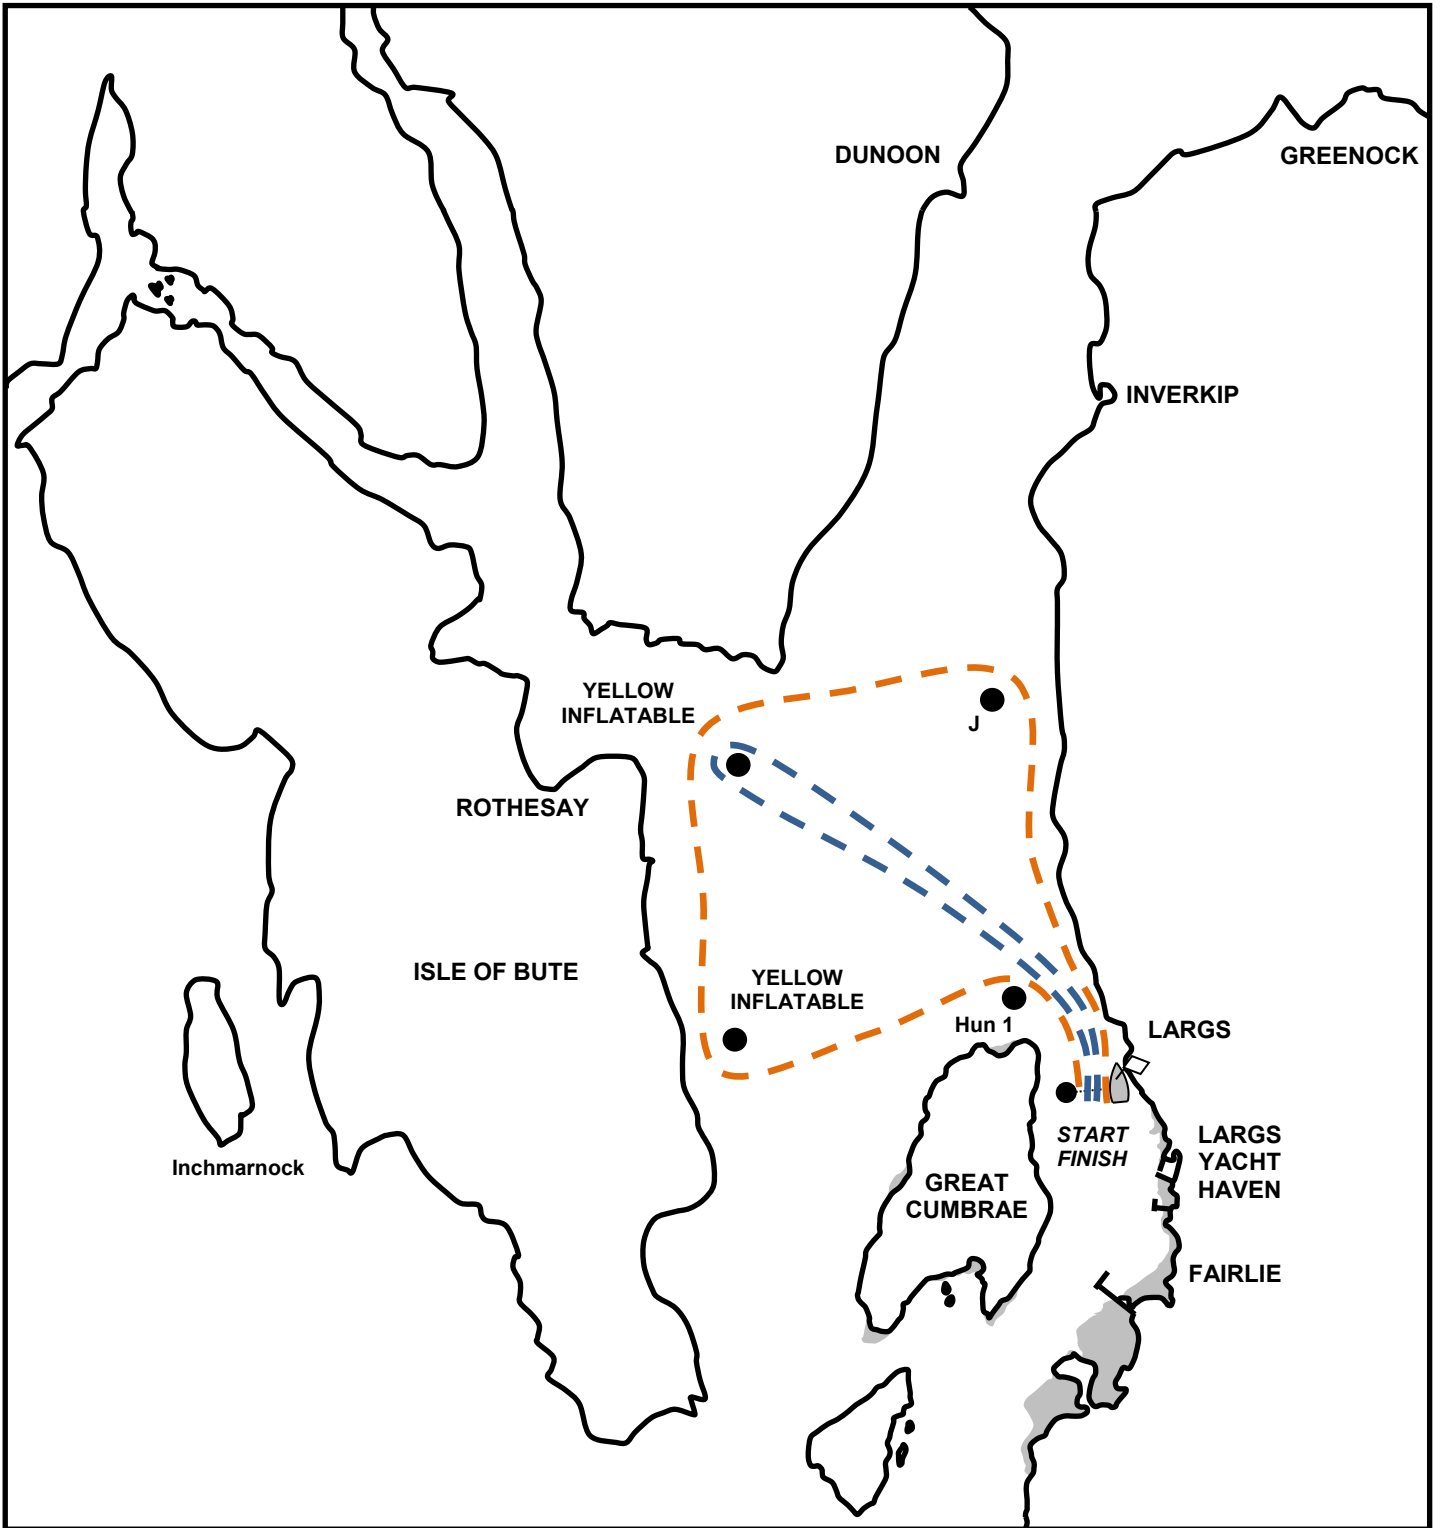 DUNOON
GREENOCK
INVERKIP
YELLOW
INFLATABLE
J
ROTHESAY
ISLE OF BUTE
YELLOW
INFLATABLE
Hun 1
LARGS
START
FINISH
LARGS
YACHT
HAVEN
Inchmarnock
GREAT
CUMBRAE
FAIRLIE